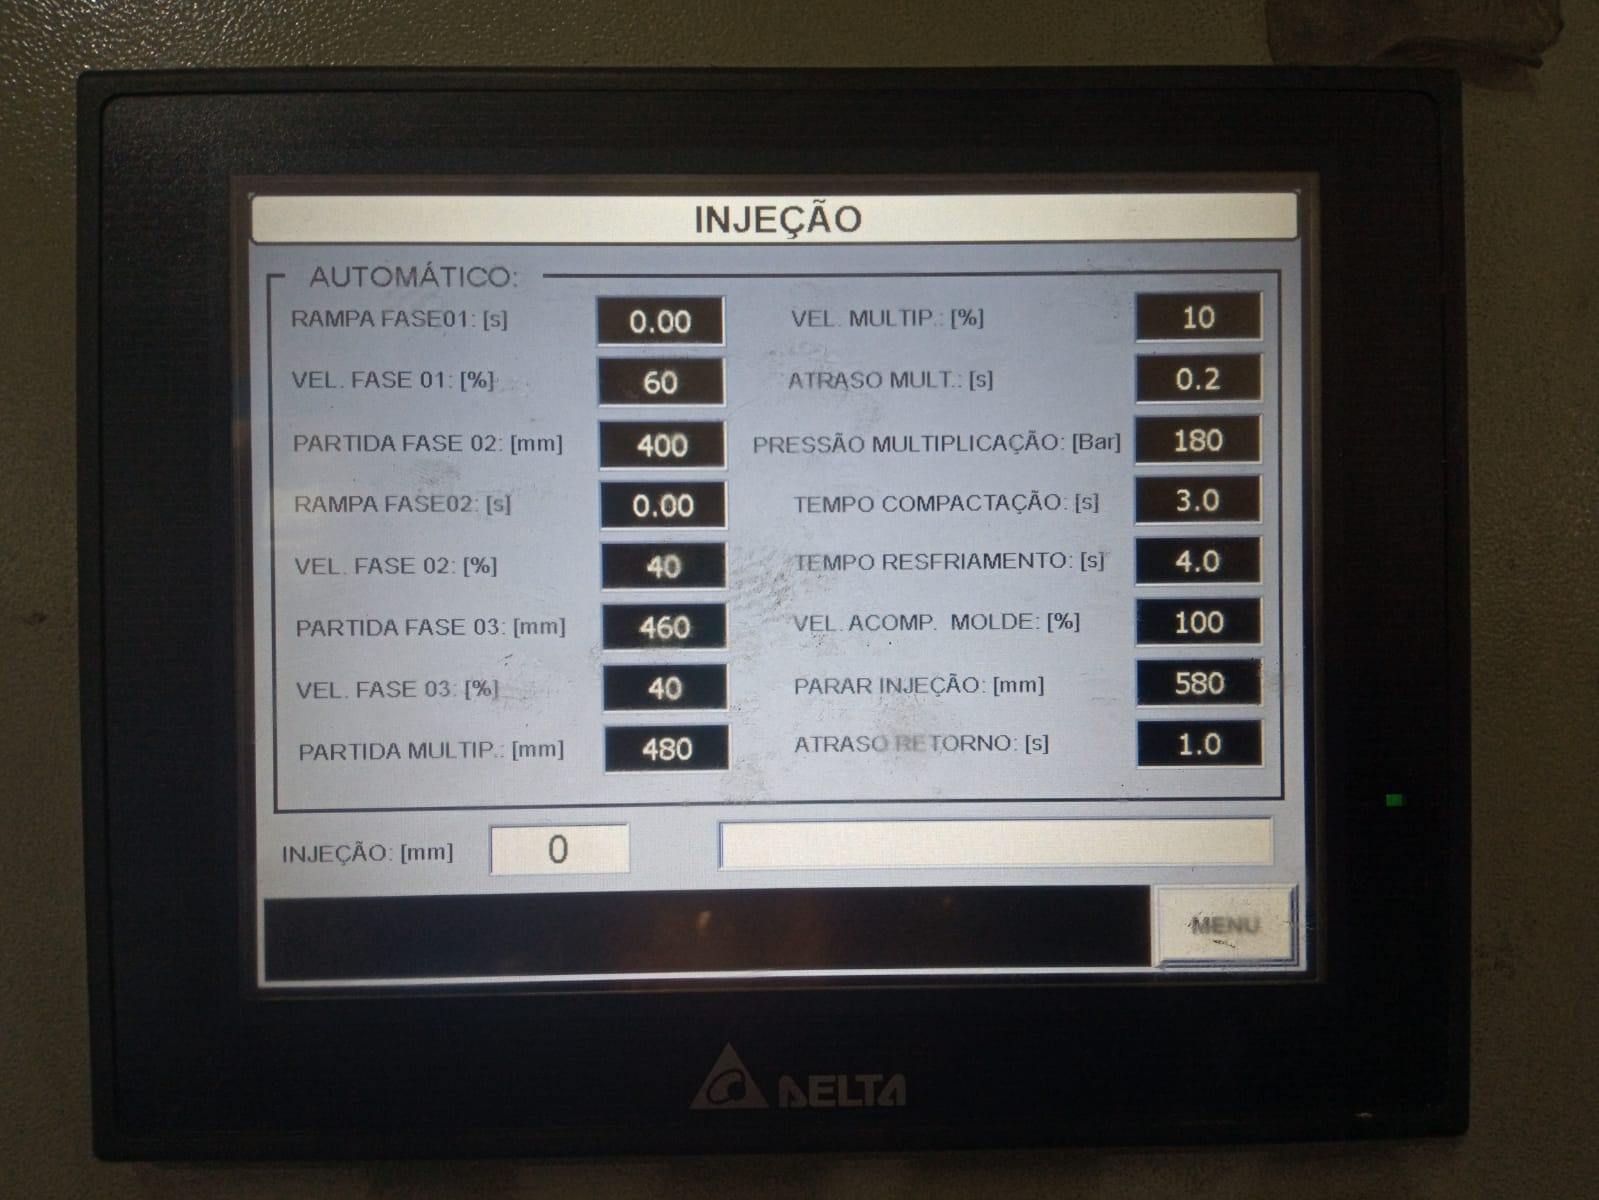 INJEÇÃO
AUTOMÁTICO:
RAMPA FASE01: [s] 0.00
VEL. FASE 01: [%] 60
PARTIDA FASE 02: [mm] 400
RAMPA FASE02: [s] 0.00
VEL. FASE 02: [%] 40
PARTIDA FASE 03: [mm] 460
VEL. FASE 03: [%] 40
PARTIDA MULTIP.: [mm] 480
VEL. MULTIP.: [%] 10
ATRASO MULT.: [s] 0.2
PRESSÃO MULTIPLICAÇÃO: [Bar] 180
TEMPO COMPACTAÇÃO: [s] 3.0
TEMPO RESFRIAMENTO: [s] 4.0
VEL. ACOMP. MOLDE: [%] 100
PARAR INJEÇÃO: [mm] 580
ATRASO RETORNO: [s] 1.0
INJEÇÃO: [mm] 0
MENU
DELTA